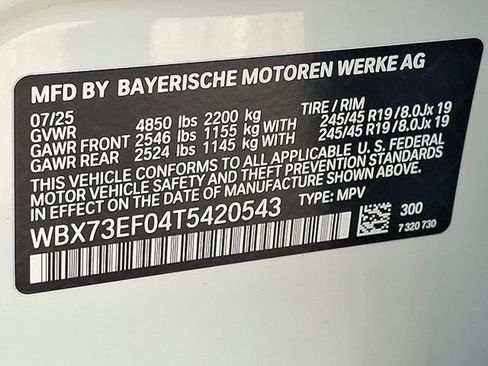 MFD BY BAYERISCHE MOTOREN WERKE AG
07/25 TIRE / RIM
GVWR 4850 lbs 2200 kg
GAWR FRONT 2546 lbs 1155 kg WITH 245/45 R19/8.0Jx 19
GAWR REAR 2524 lbs 1145 kg WITH 245/45 R19/8.0Jx 19
THIS VEHICLE CONFORMS TO ALL APPLICABLE U. S. FEDERAL
MOTOR VEHICLE SAFETY AND THEFT PREVENTION STANDARDS
IN EFFECT ON THE DATE OF MANUFACTURE SHOWN ABOVE.
WBX73EF04T5420543 TYPE: MPV
300
7 320 730